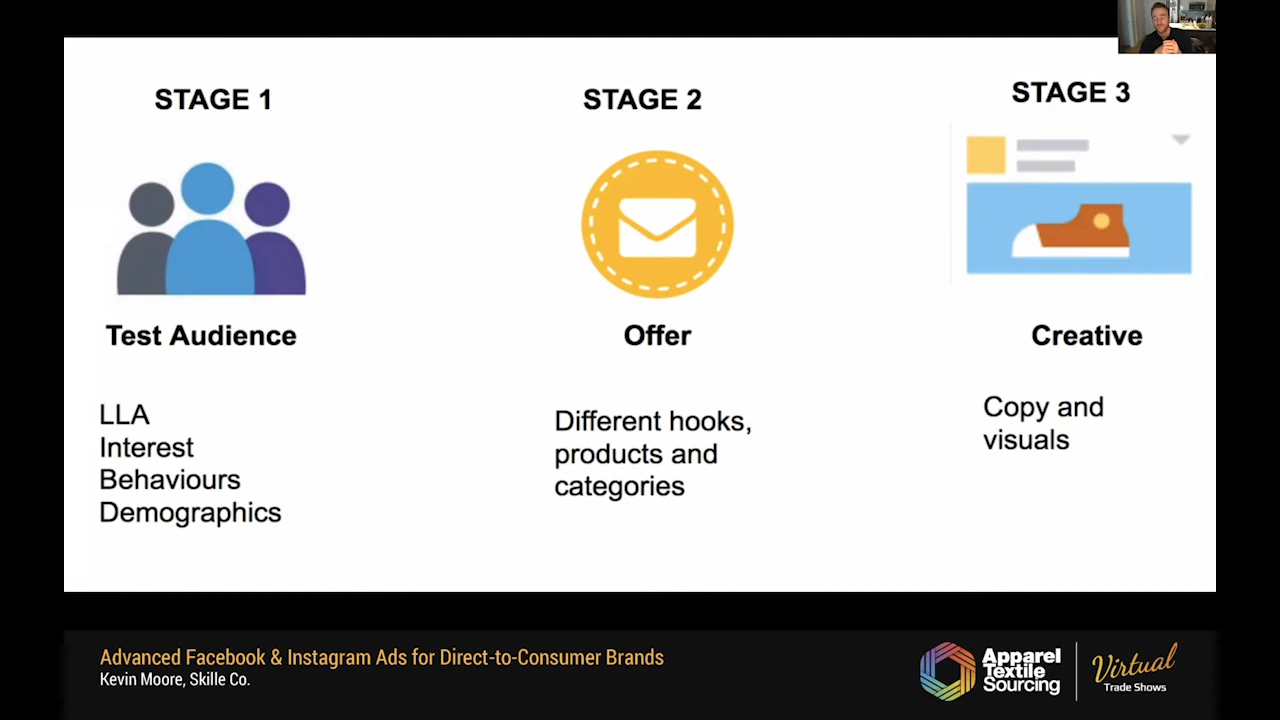 STAGE 1
Test Audience
LLA
Interest
Behaviours
Demographics
STAGE 2
Offer
Different hooks,
products and
categories
STAGE 3
Creative
Copy and
visuals
Advanced Facebook & Instagram Ads for Direct-to-Consumer Brands
Kevin Moore, Skille Co.
Apparel
Textile
Sourcing
Virtual
Trade Shows